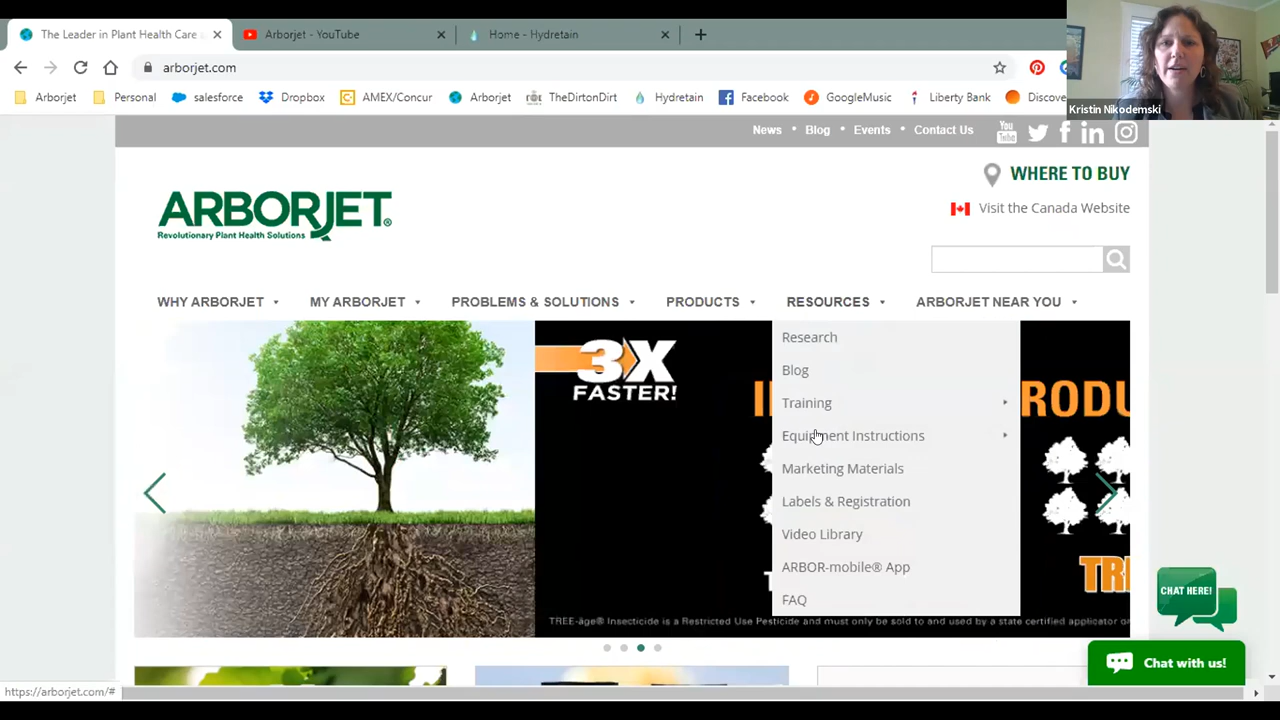 The Leader in Plant Health Care
Arborjet - YouTube
Home - Hydretain
arborjet.com
Arborjet
Personal
salesforce
Dropbox
AMEX/Concur
Arborjet
TheDirtonDirt
Hydretain
Facebook
GoogleMusic
Liberty Bank
Discove
Kristin Nikodemski
News • Blog • Events • Contact Us
You Tube
WHERE TO BUY
Visit the Canada Website
ARBORJET®
Revolutionary Plant Health Solutions
WHY ARBORJET
MY ARBORJET
PROBLEMS & SOLUTIONS
PRODUCTS
RESOURCES
ARBORJET NEAR YOU
3X
FASTER!
RODU
Research
Blog
Training
Equipment Instructions
Marketing Materials
Labels & Registration
Video Library
ARBOR-mobile® App
FAQ
TRE
TREE-äge® Insecticide is a Restricted Use Pesticide and must only be sold to and used by a state certified applicator or
CHAT HERE!
Chat with us!
https://arborjet.com/#